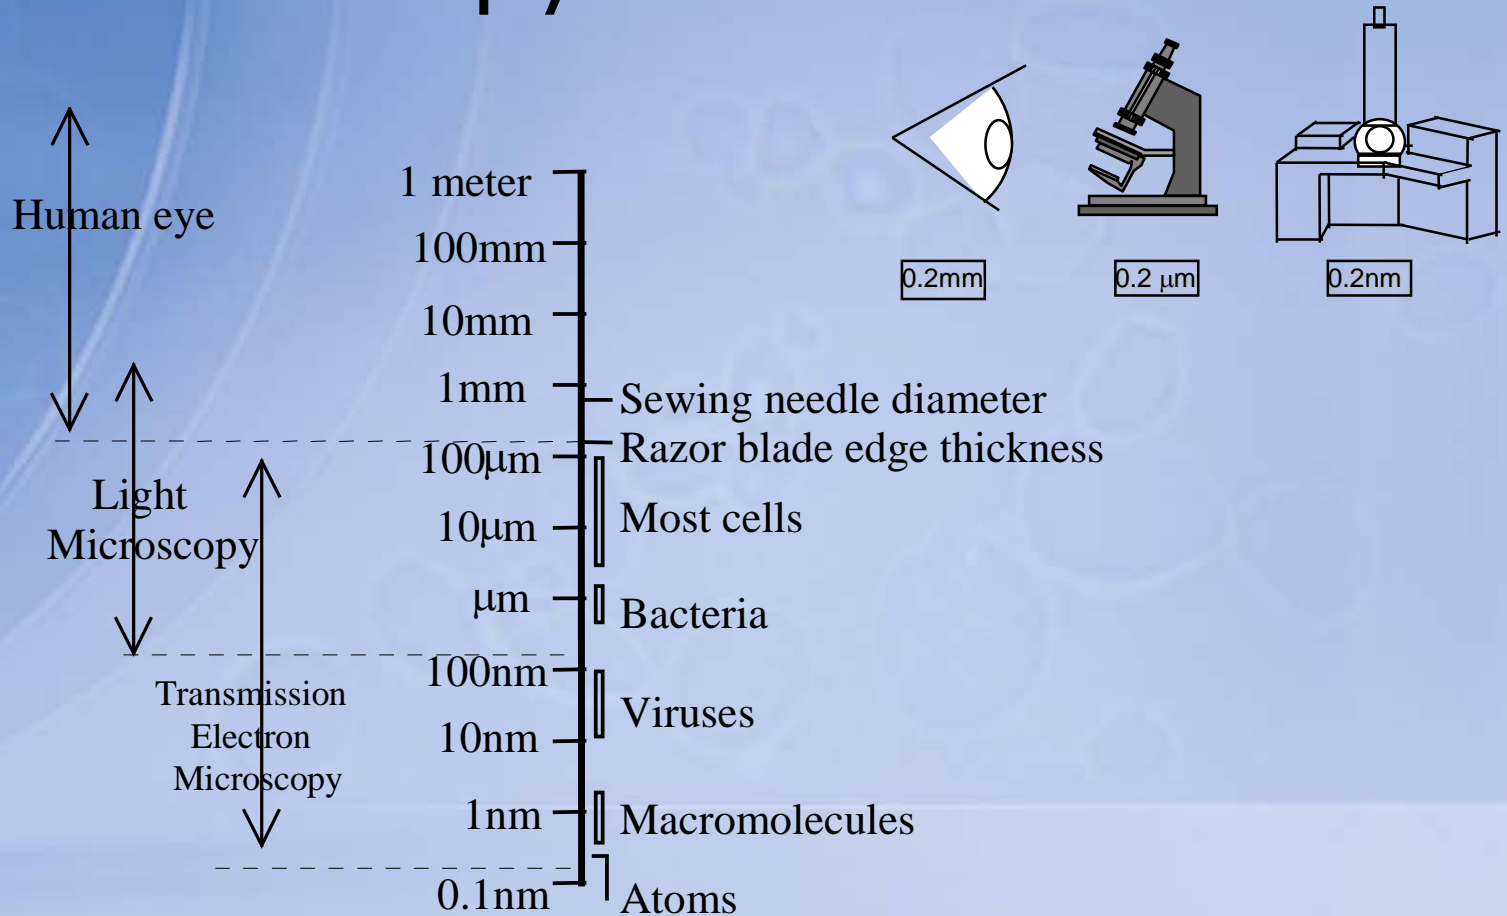 Human eye
Light
Microscopy
Transmission
Electron
Microscopy
1 meter
100mm
10mm
1mm
100μm
10μm
μm
100nm
10nm
1nm
0.1nm
Sewing needle diameter
Razor blade edge thickness
Most cells
Bacteria
Viruses
Macromolecules
Atoms
0.2mm
0.2 μm
0.2nm